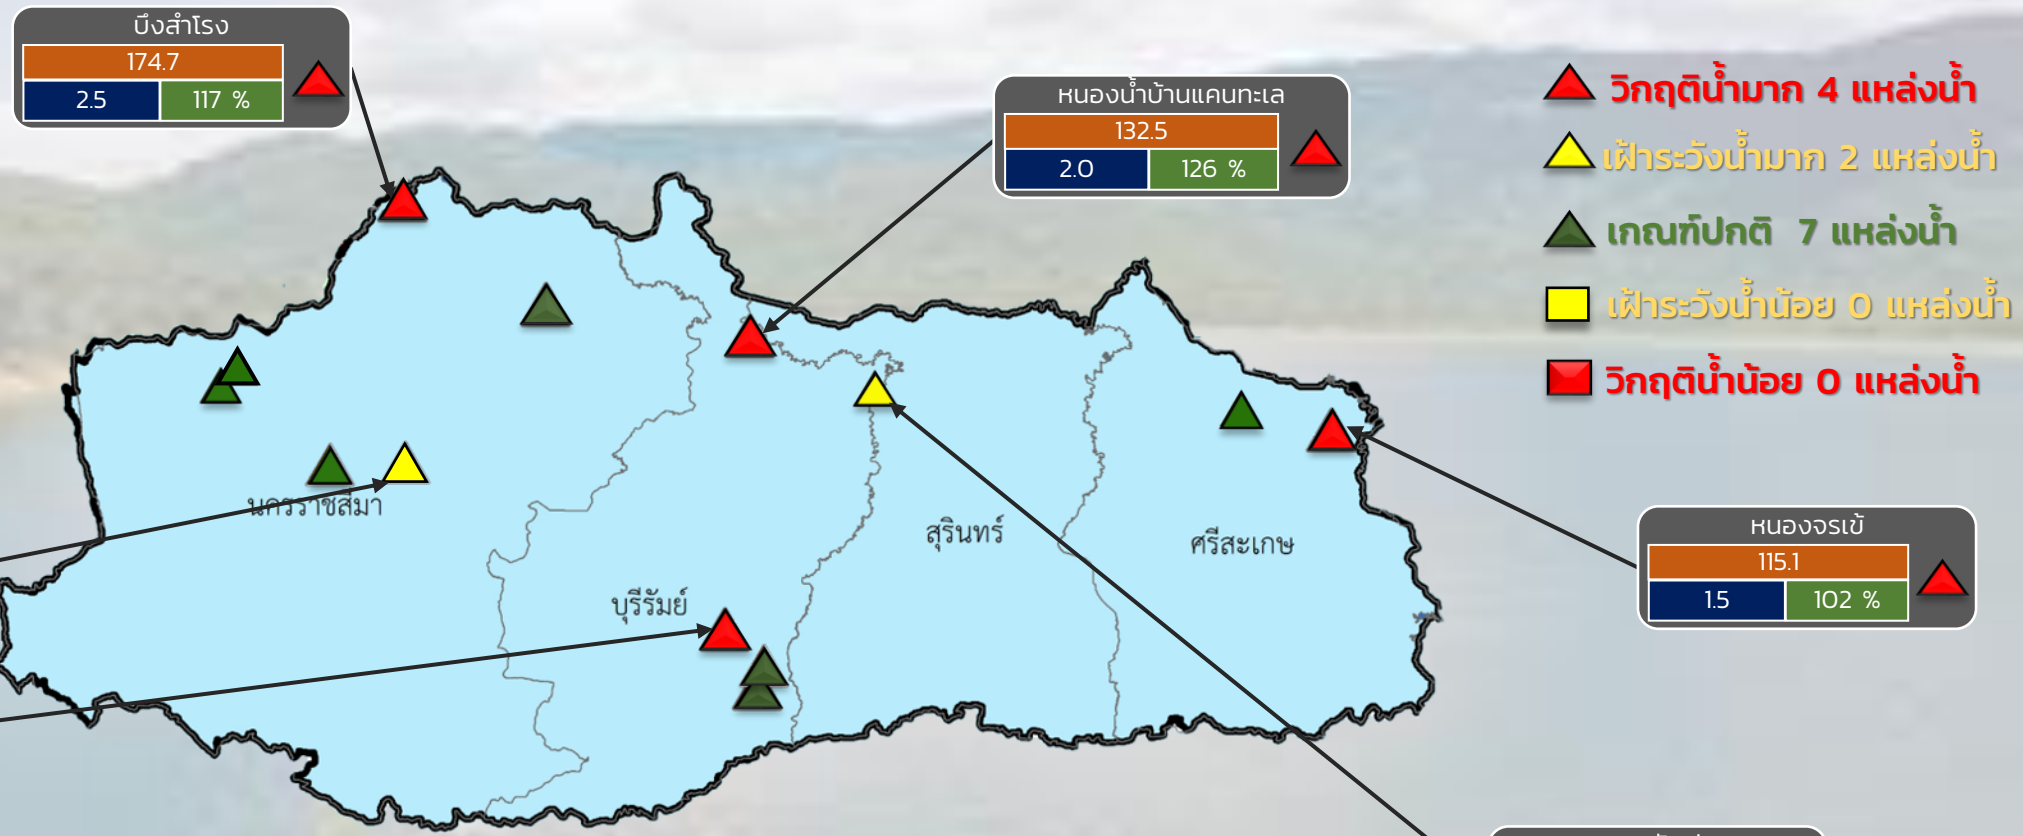 บึงสำโรง
174.7
2.5 117 %
หนองน้ำบ้านแคนทะเล
132.5
2.0 126 %
วิกฤติน้ำมาก 4 แหล่งน้ำ
เฝ้าระวังน้ำมาก 2 แหล่งน้ำ
เกณฑ์ปกติ 7 แหล่งน้ำ
เฝ้าระวังน้ำน้อย 0 แหล่งน้ำ
วิกฤติน้ำน้อย 0 แหล่งน้ำ
นครราชสีมา
บุรีรัมย์
สุรินทร์
ศรีสะเกษ
หนองจรเข้
115.1
1.5 102 %